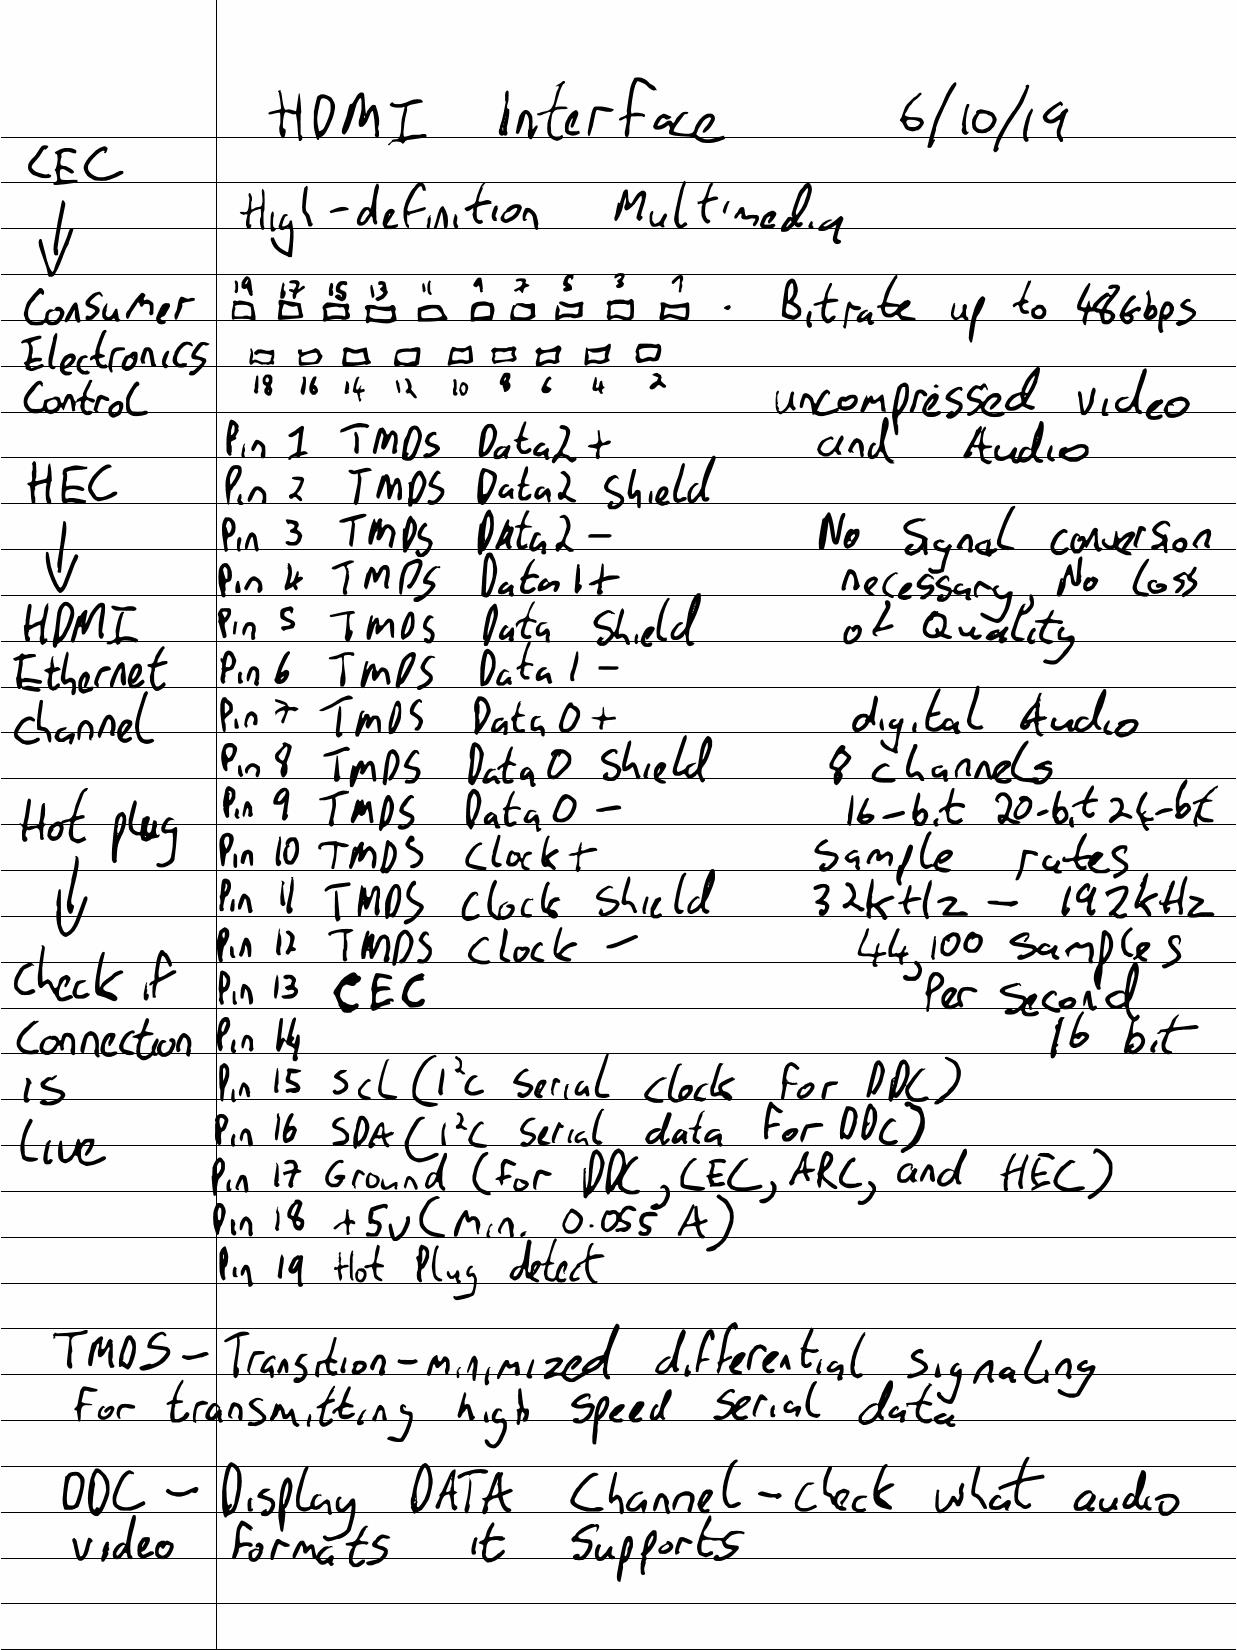 HDMI Interface 6/10/19
CEC
High-definition Multimedia
19 17 15 13 11 9 7 5 3 1
Consumer
Electronics
Control
· Bitrate up to 48Gbps
18 16 14 12 10 8 6 4 2
uncompressed video
and Audio
Pin 1 TMDS Data2+
HEC
Pin 2 TMDS Data2 Shield
Pin 3 TMDS Data2 -
No Signal conversion
Pin 4 TMDS Data1+
necessary, No Loss
HDMI
Ethernet
channel
Pin 5 TMDS Data Shield
of Quality
Pin 6 TMDS Data1 -
Pin 7 TMDS Data0+
digital Audio
Pin 8 TMDS Data0 Shield
8 channels
Hot plug
Pin 9 TMDS Data0 -
16-bit 20-bit 24-bit
Pin 10 TMDS Clock+
Sample rates
Pin 11 TMDS Clock Shield
32kHz - 192kHz
Pin 12 TMDS Clock -
44,100 Samples
Check if
Connection
is
Live
Pin 13 CEC
Per Second
Pin 14
16 bit
Pin 15 SCL (I²C Serial Clock For DDC)
Pin 16 SDA (I²C Serial data For DDC)
Pin 17 Ground (for DDC, CEC, ARC, and HEC)
Pin 18 +5V (Min. 0.055 A)
Pin 19 Hot Plug detect
TMDS - Transition-minimized differential Signaling
For transmitting high speed serial data
DDC - Display DATA Channel - check what audio
video formats it Supports